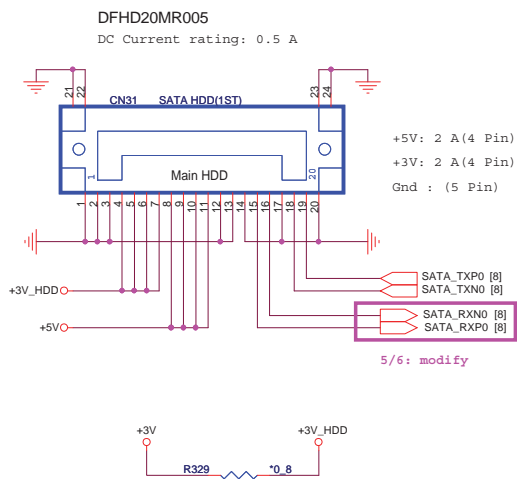 DFHD20MR005
DC Current rating: 0.5 A
21
22
23
24
CN31 SATA HDD(1ST)
+5V: 2 A(4 Pin)
+3V: 2 A(4 Pin)
Gnd : (5 Pin)
1
20
Main HDD
1 2 3 4 5 6 7 8 9 10 11 12 13 14 15 16 17 18 19 20
SATA_TXP0 [8]
SATA_TXN0 [8]
+3V_HDD
SATA_RXN0 [8]
+5V
SATA_RXP0 [8]
5/6: modify
+3V
+3V_HDD
R329
*0_8